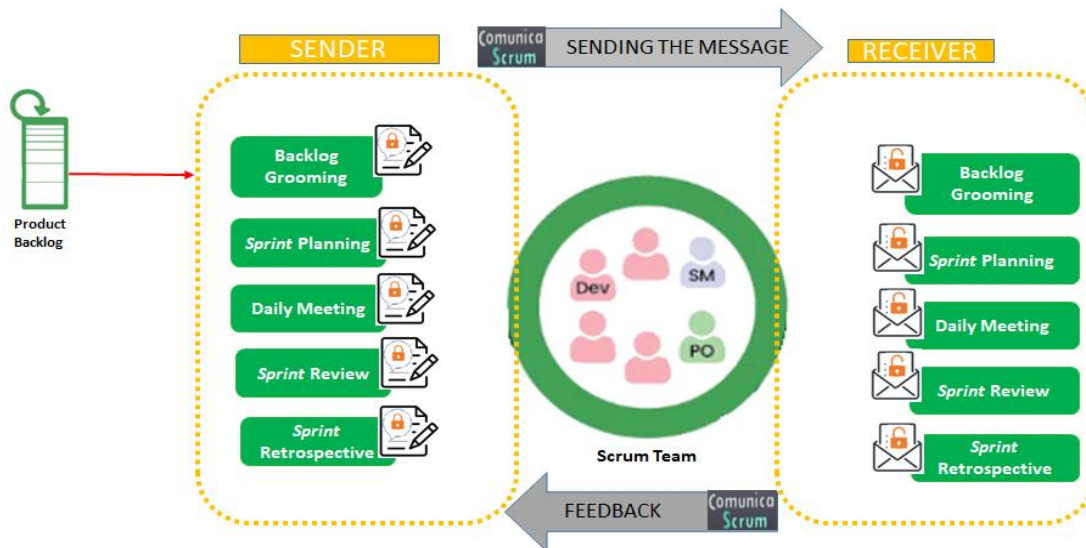 SENDER
Comunica
Scrum
SENDING THE MESSAGE
RECEIVER
Product
Backlog
Backlog
Grooming
Sprint Planning
Daily Meeting
Sprint Review
Sprint
Retrospective
Dev
SM
PO
Scrum Team
Backlog
Grooming
Sprint Planning
Daily Meeting
Sprint Review
Sprint
Retrospective
FEEDBACK
Comunica
Scrum